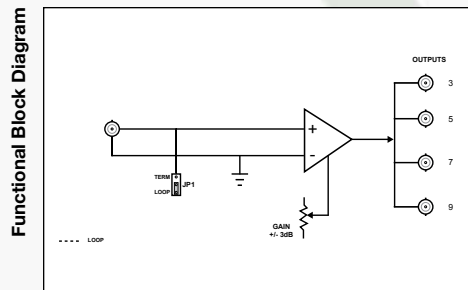 Functional Block Diagram
OUTPUTS
3
5
+
7
-
TERM
JP1
LOOP
9
GAIN
+/- 3dB
LOOP